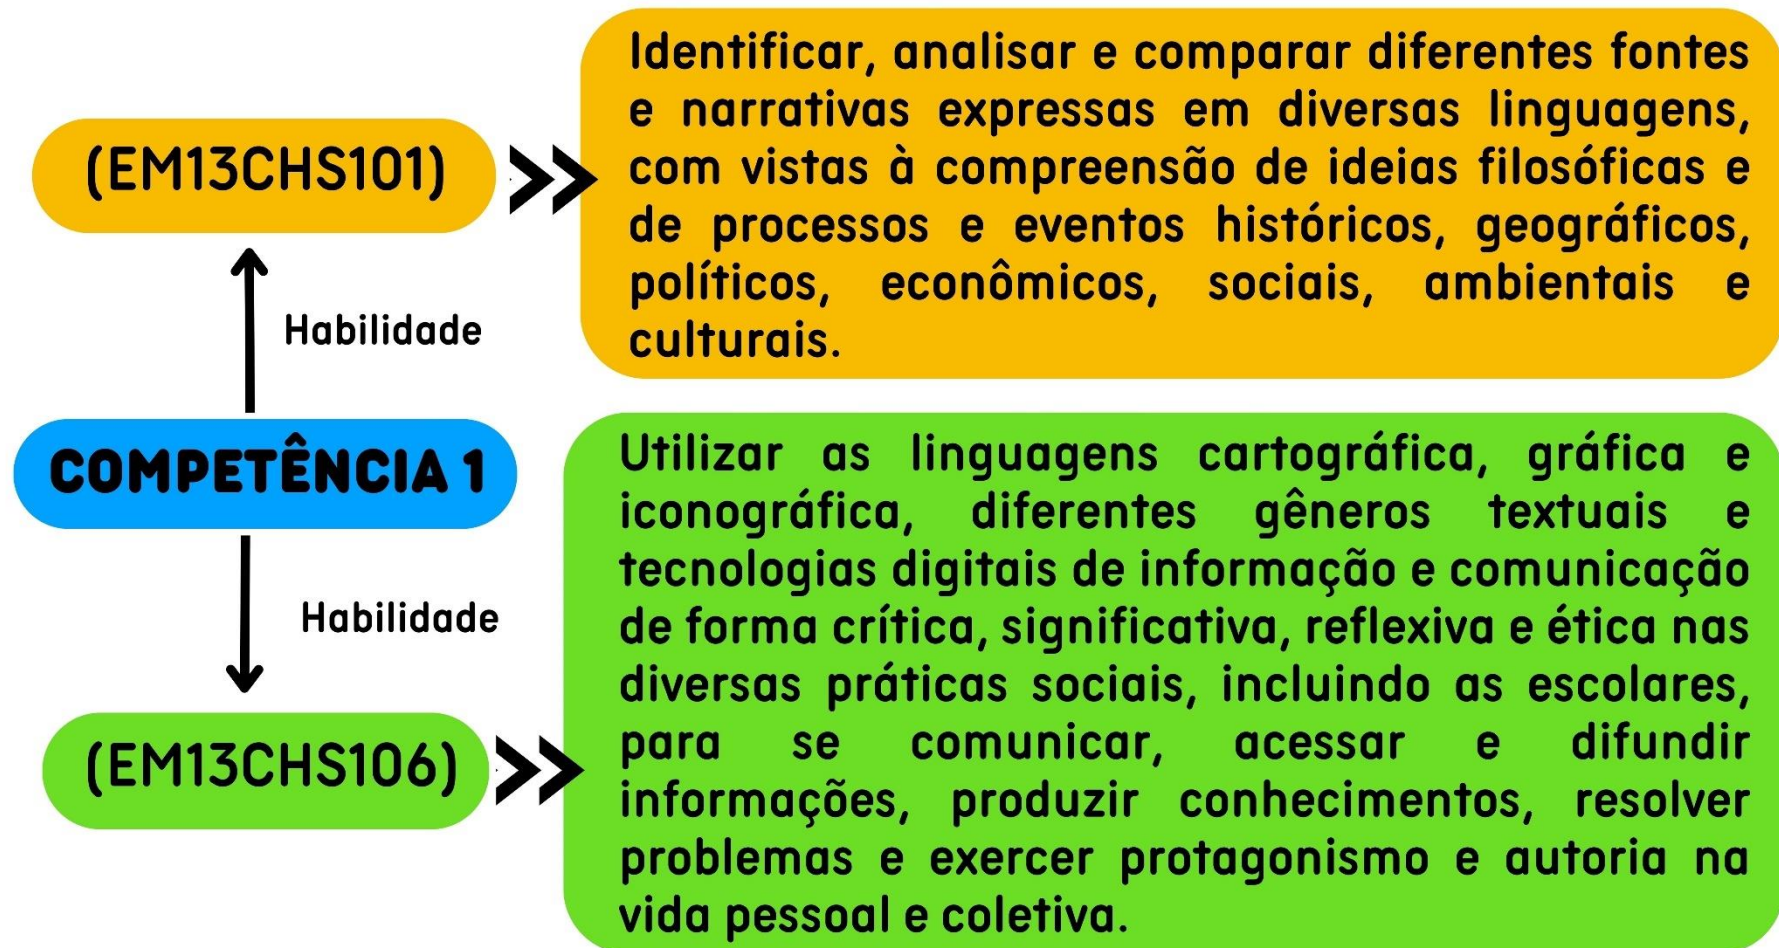 (EM13CHS101)
Identificar, analisar e comparar diferentes fontes
e narrativas expressas em diversas linguagens,
com vistas à compreensão de ideias filosóficas e
de processos e eventos históricos, geográficos,
políticos, econômicos, sociais, ambientais e
culturais.
Habilidade
COMPETÊNCIA 1
Habilidade
(EM13CHS106)
Utilizar as linguagens cartográfica, gráfica e
iconográfica, diferentes gêneros textuais e
tecnologias digitais de informação e comunicação
de forma crítica, significativa, reflexiva e ética nas
diversas práticas sociais, incluindo as escolares,
para se comunicar, acessar e difundir
informações, produzir conhecimentos, resolver
problemas e exercer protagonismo e autoria na
vida pessoal e coletiva.